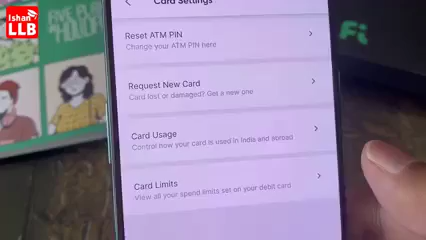 Ishan
LLB
Card Settings
Reset ATM PIN
Change your ATM PIN here
Request New Card
Card lost or damaged? Get a new one
Card Usage
Control how your card is used in India and abroad
Card Limits
View all your spend limits set on your debit card
Fi